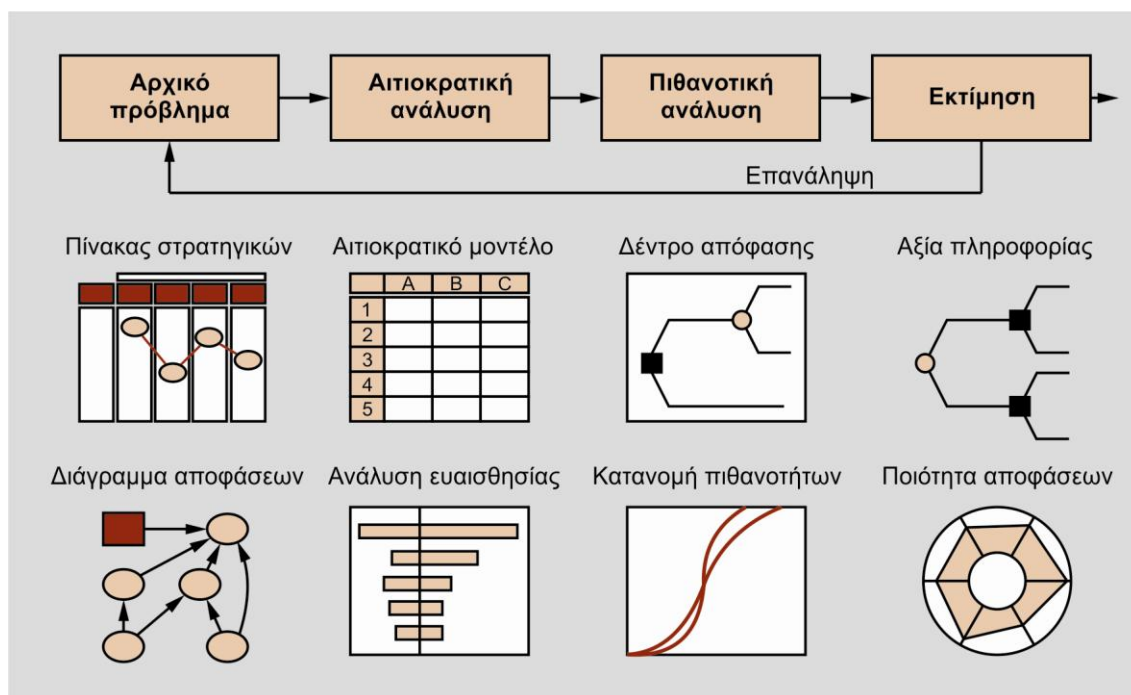 Αρχικό
πρόβλημα
Αιτιοκρατική
ανάλυση
Πιθανοτική
ανάλυση
Εκτίμηση
Επανάληψη
Πίνακας στρατηγικών
Αιτιοκρατικό μοντέλο
Δέντρο απόφασης
Αξία πληροφορίας
A B C
1
2
3
4
5
Διάγραμμα αποφάσεων
Ανάλυση ευαισθησίας
Κατανομή πιθανοτήτων
Ποιότητα αποφάσεων